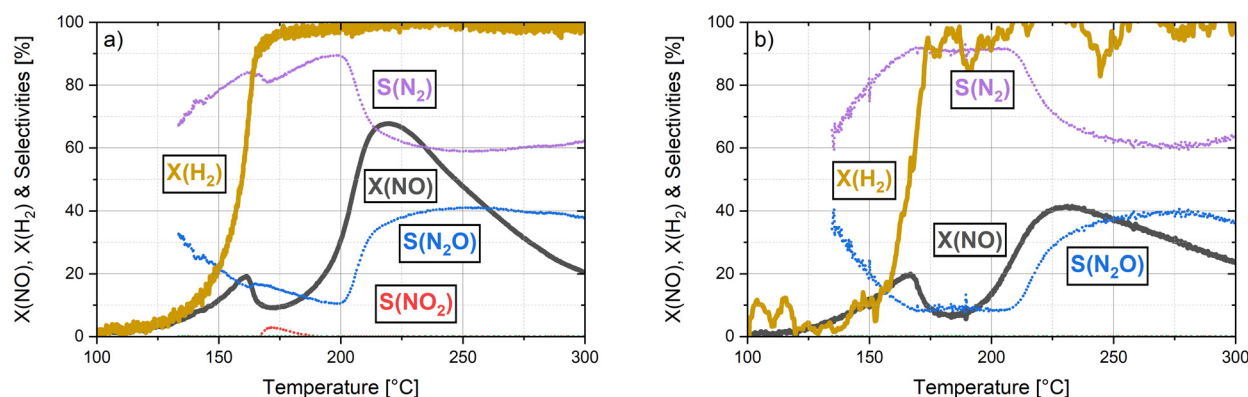 a)
X(NO), X(H₂) & Selectivities [%]
100
80
60
40
20
0
S(N₂)
X(H₂)
X(NO)
S(N₂O)
S(NO₂)
100 150 200 250 300
Temperature [°C]
b)
X(NO), X(H₂) & Selectivities [%]
100
80
60
40
20
0
S(N₂)
X(H₂)
X(NO)
S(N₂O)
100 150 200 250 300
Temperature [°C]